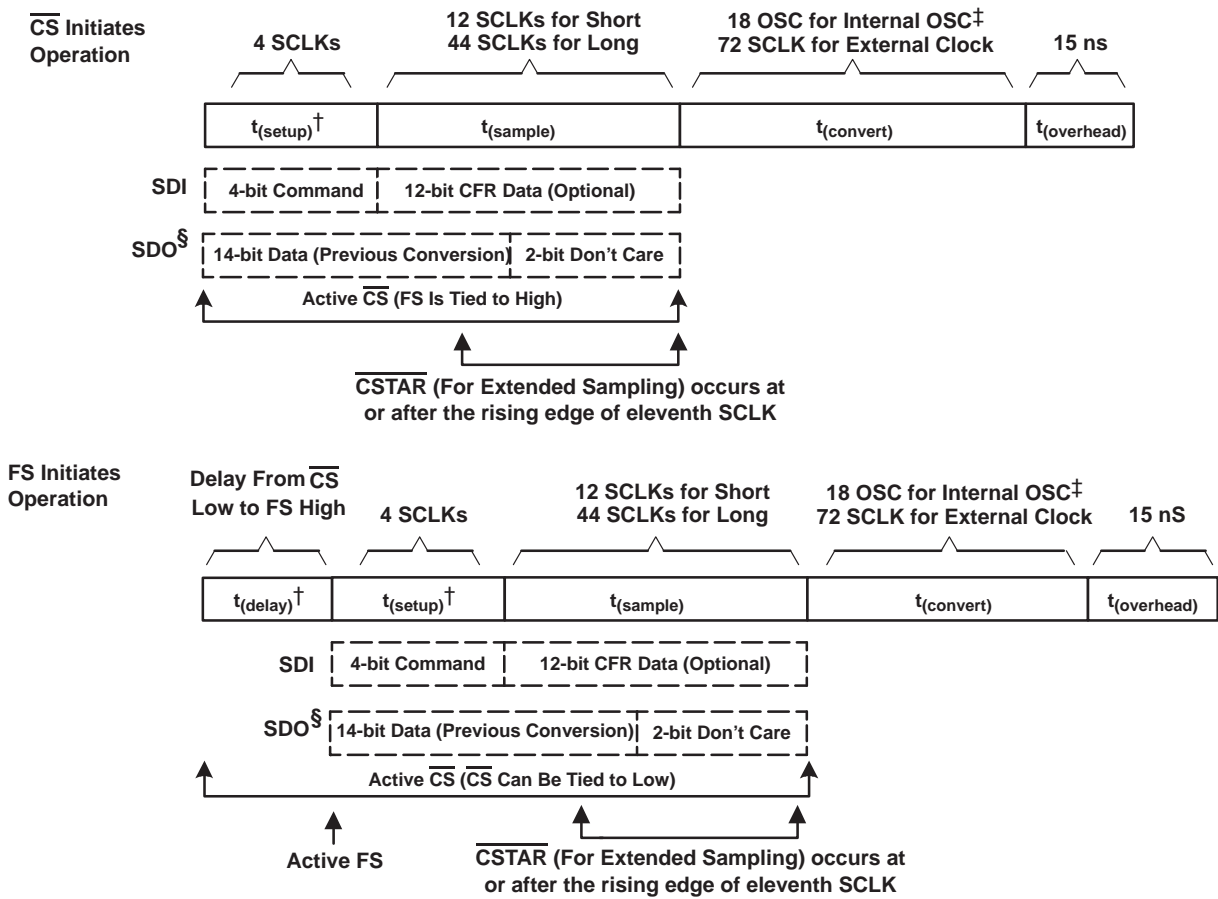 CS Initiates
Operation
4 SCLKs
12 SCLKs for Short
44 SCLKs for Long
18 OSC for Internal OSC‡
72 SCLK for External Clock
15 ns
t(setup)†
t(sample)
t(convert)
t(overhead)
SDI
4-bit Command
12-bit CFR Data (Optional)
SDO§
14-bit Data (Previous Conversion)
2-bit Don't Care
Active CS (FS Is Tied to High)
CSTAR (For Extended Sampling) occurs at
or after the rising edge of eleventh SCLK
FS Initiates
Operation
Delay From CS
Low to FS High
4 SCLKs
12 SCLKs for Short
44 SCLKs for Long
18 OSC for Internal OSC‡
72 SCLK for External Clock
15 nS
t(delay)†
t(setup)†
t(sample)
t(convert)
t(overhead)
SDI
4-bit Command
12-bit CFR Data (Optional)
SDO§
14-bit Data (Previous Conversion)
2-bit Don't Care
Active CS (CS Can Be Tied to Low)
Active FS
CSTAR (For Extended Sampling) occurs at
or after the rising edge of eleventh SCLK